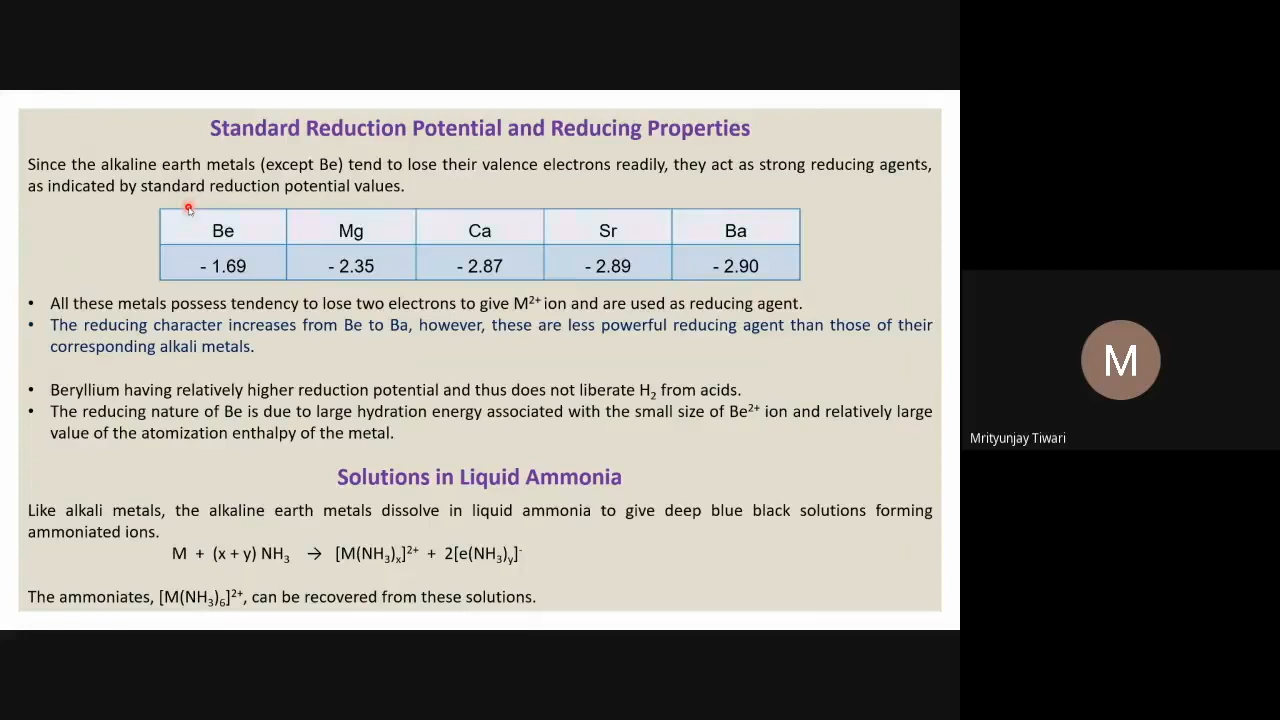 Standard Reduction Potential and Reducing Properties
Since the alkaline earth metals (except Be) tend to lose their valence electrons readily, they act as strong reducing agents,
as indicated by standard reduction potential values.
Be Mg Ca Sr Ba
- 1.69 - 2.35 - 2.87 - 2.89 - 2.90
• All these metals possess tendency to lose two electrons to give M²⁺ ion and are used as reducing agent.
• The reducing character increases from Be to Ba, however, these are less powerful reducing agent than those of their
corresponding alkali metals.
• Beryllium having relatively higher reduction potential and thus does not liberate H₂ from acids.
• The reducing nature of Be is due to large hydration energy associated with the small size of Be²⁺ ion and relatively large
value of the atomization enthalpy of the metal.
Solutions in Liquid Ammonia
Like alkali metals, the alkaline earth metals dissolve in liquid ammonia to give deep blue black solutions forming
ammoniated ions.
M + (x + y) NH₃ → [M(NH₃)ₓ]²⁺ + 2[e(NH₃)y]⁻
The ammoniates, [M(NH₃)₆]²⁺, can be recovered from these solutions.
M
Mrityunjay Tiwari